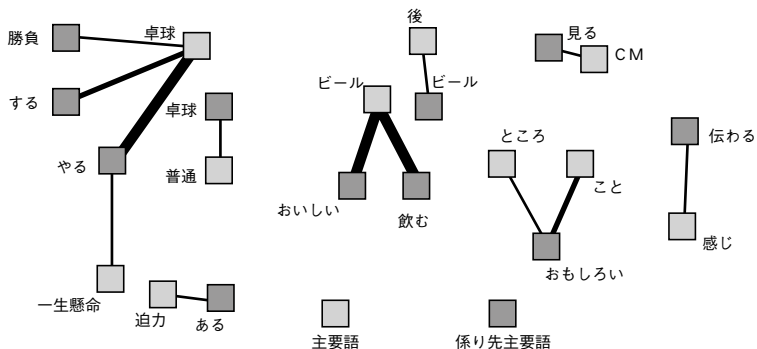 勝負
卓球
する
卓球
やる
普通
一生懸命
迫力
ある
後
ビール
ビール
おいしい
飲む
見る
ＣＭ
ところ
こと
おもしろい
伝わる
感じ
主要語
係り先主要語